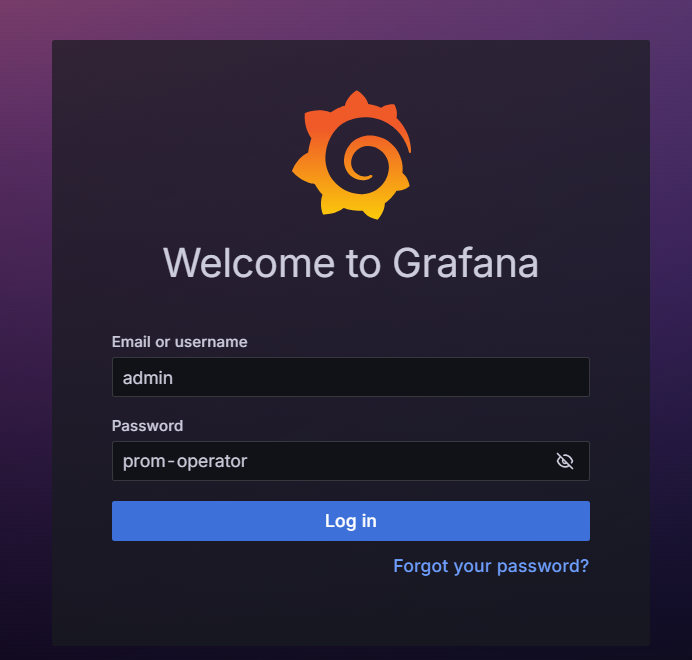 Welcome to Grafana
Email or username
admin
Password
prom-operator
Log in
Forgot your password?